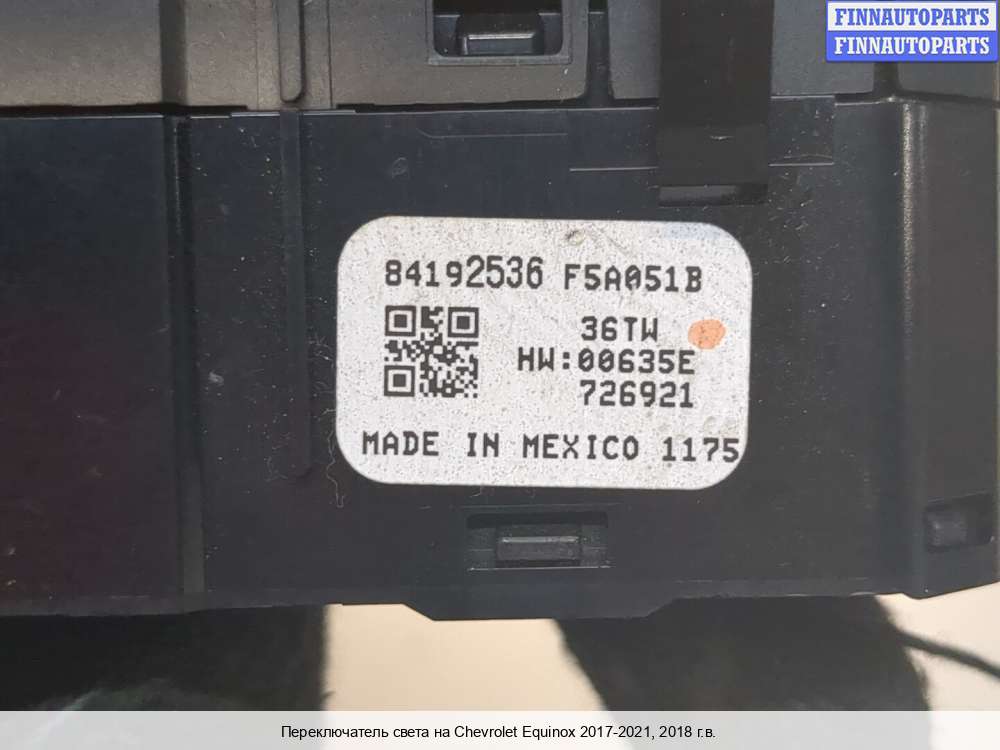 FINNAUTOPARTS
FINNAUTOPARTS
84192536 F5A051B
36TW
HW:00635E
726921
MADE IN MEXICO 1175
Переключатель света на Chevrolet Equinox 2017-2021, 2018 г.в.